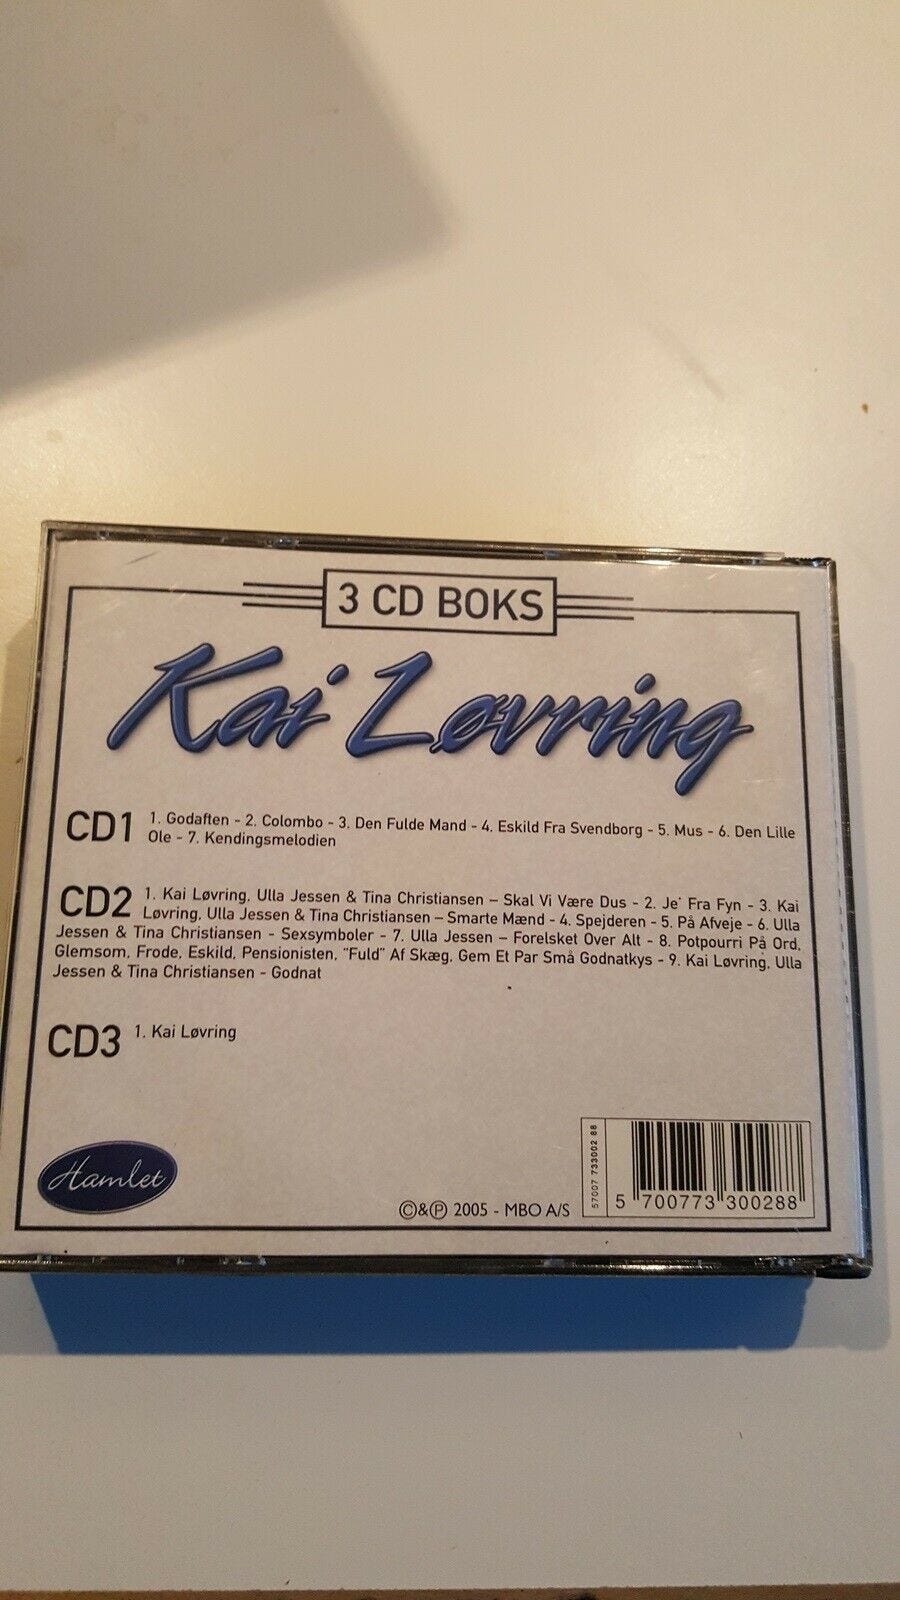 3 CD BOKS
Kai Løvring
CD1 1. Godaften - 2. Colombo - 3. Den Fulde Mand - 4. Eskild Fra Svendborg - 5. Mus - 6. Den Lille
Ole - 7. Kendingsmelodien
CD2 1. Kai Løvring, Ulla Jessen & Tina Christiansen – Skal Vi Være Dus - 2. Je' Fra Fyn - 3. Kai
Løvring, Ulla Jessen & Tina Christiansen – Smarte Mænd - 4. Spejderen - 5. På Afveje - 6. Ulla
Jessen & Tina Christiansen - Sexsymboler - 7. Ulla Jessen – Forelsket Over Alt - 8. Potpourri På Ord,
Glemsom, Frode, Eskild, Pensionisten, "Fuld" Af Skæg, Gem Et Par Små Godnatkys - 9. Kai Løvring, Ulla
Jessen & Tina Christiansen - Godnat
CD3 1. Kai Løvring
Hamlet
©&℗ 2005 - MBO A/S
57007 733002 88
5 700773 300288